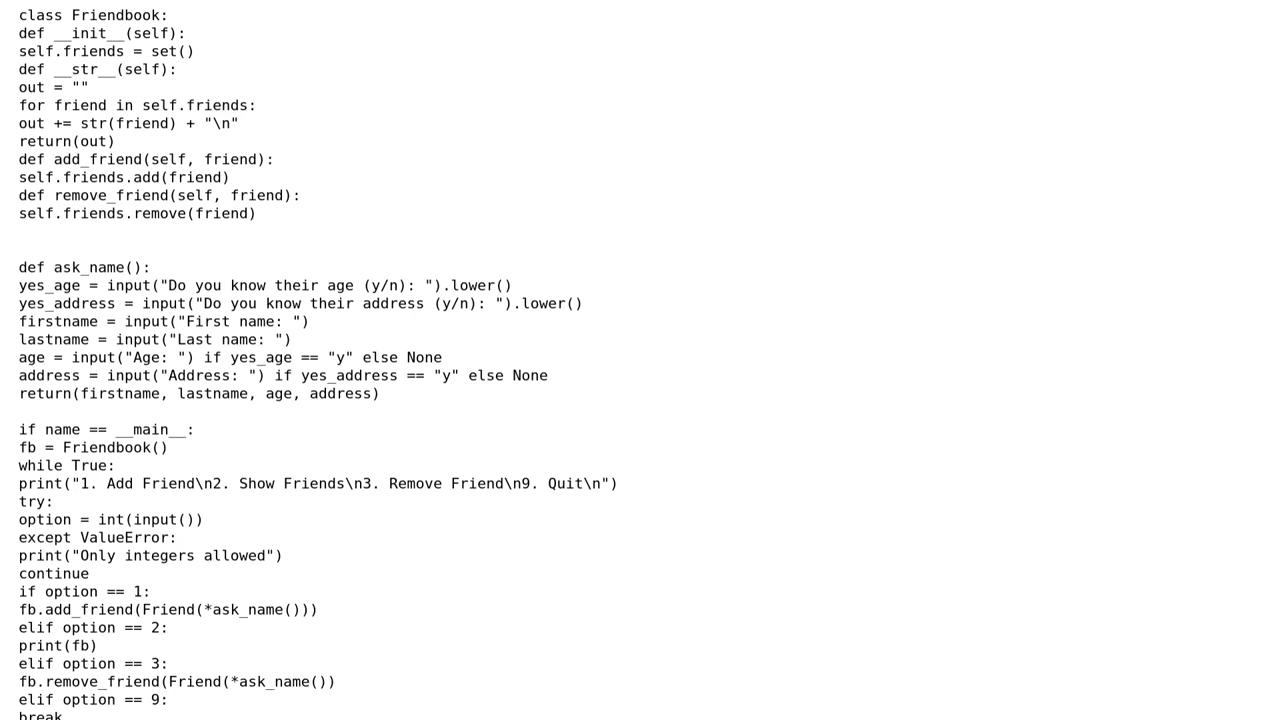 class Friendbook:
def __init__(self):
self.friends = set()
def __str__(self):
out = ""
for friend in self.friends:
out += str(friend) + "\n"
return(out)
def add_friend(self, friend):
self.friends.add(friend)
def remove_friend(self, friend):
self.friends.remove(friend)
def ask_name():
yes_age = input("Do you know their age (y/n): ").lower()
yes_address = input("Do you know their address (y/n): ").lower()
firstname = input("First name: ")
lastname = input("Last name: ")
age = input("Age: ") if yes_age == "y" else None
address = input("Address: ") if yes_address == "y" else None
return(firstname, lastname, age, address)
if name == __main__:
fb = Friendbook()
while True:
print("1. Add Friend\n2. Show Friends\n3. Remove Friend\n9. Quit\n")
try:
option = int(input())
except ValueError:
print("Only integers allowed")
continue
if option == 1:
fb.add_friend(Friend(*ask_name()))
elif option == 2:
print(fb)
elif option == 3:
fb.remove_friend(Friend(*ask_name())
elif option == 9:
break